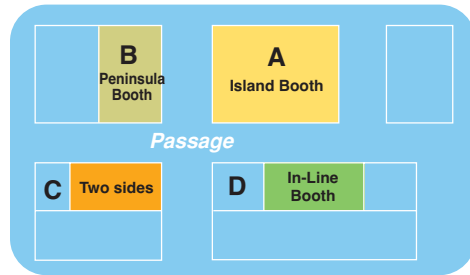 B
Peninsula
Booth
A
Island Booth
Passage
C
Two sides
D
In-Line
Booth